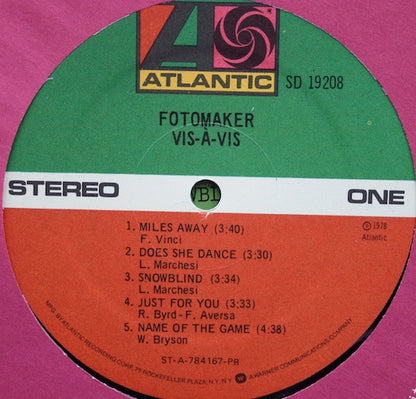 ATLANTIC
SD 19208
FOTOMAKER
VIS-À-VIS
STEREO
ONE
1. MILES AWAY (3:40)
F. Vinci
2. DOES SHE DANCE (3:30)
L. Marchesi
3. SNOWBLIND (3:34)
L. Marchesi
4. JUST FOR YOU (3:33)
R. Byrd-F. Aversa
5. NAME OF THE GAME (4:38)
W. Bryson
℗ 1978
Atlantic
ST-A-784167-PR
MFG. BY ATLANTIC RECORDING CORP. 75 ROCKEFELLER PLAZA, N.Y. N.Y. A WARNER COMMUNICATIONS COMPANY